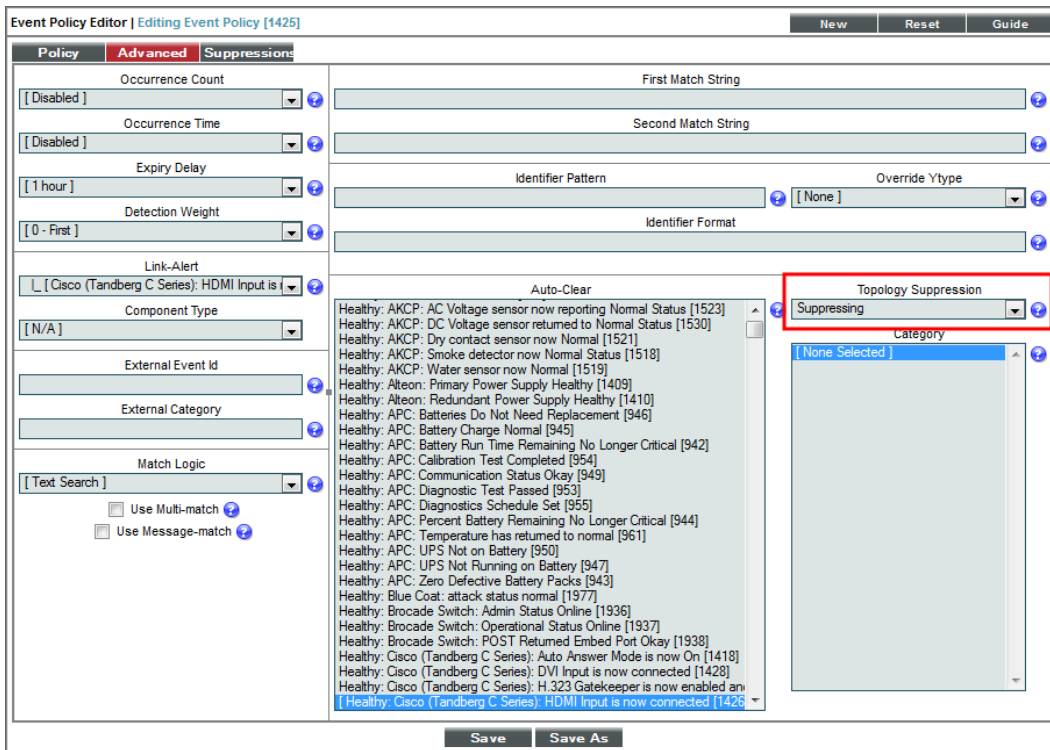 Event Policy Editor | Editing Event Policy [1425]
New
Reset
Guide
Policy
Advanced
Suppressions
Occurrence Count
[ Disabled ]
Occurrence Time
[ Disabled ]
Expiry Delay
[ 1 hour ]
Detection Weight
[ 0 - First ]
Link-Alert
|_ [ Cisco (Tandberg C Series): HDMI Input is
Component Type
[ N/A ]
External Event Id
External Category
Match Logic
[ Text Search ]
Use Multi-match
Use Message-match
First Match String
Second Match String
Identifier Pattern
Override Ytype
[ None ]
Identifier Format
Auto-Clear
Healthy: AKCP: AC Voltage sensor now reporting Normal Status [1523]
Healthy: AKCP: DC Voltage sensor returned to Normal Status [1530]
Healthy: AKCP: Dry contact sensor now Normal [1521]
Healthy: AKCP: Smoke detector now Normal Status [1518]
Healthy: AKCP: Water sensor now Normal [1519]
Healthy: Alteon: Primary Power Supply Healthy [1409]
Healthy: Alteon: Redundant Power Supply Healthy [1410]
Healthy: APC: Batteries Do Not Need Replacement [946]
Healthy: APC: Battery Charge Normal [945]
Healthy: APC: Battery Run Time Remaining No Longer Critical [942]
Healthy: APC: Calibration Test Completed [954]
Healthy: APC: Communication Status Okay [949]
Healthy: APC: Diagnostic Test Passed [953]
Healthy: APC: Diagnostics Schedule Set [955]
Healthy: APC: Percent Battery Remaining No Longer Critical [944]
Healthy: APC: Temperature has returned to normal [961]
Healthy: APC: UPS Not on Battery [950]
Healthy: APC: UPS Not Running on Battery [947]
Healthy: APC: Zero Defective Battery Packs [943]
Healthy: Blue Coat: attack status normal [1977]
Healthy: Brocade Switch: Admin Status Online [1936]
Healthy: Brocade Switch: Operational Status Online [1937]
Healthy: Brocade Switch: POST Returned Embed Port Okay [1938]
Healthy: Cisco (Tandberg C Series): Auto Answer Mode is now On [1418]
Healthy: Cisco (Tandberg C Series): DVI Input is now connected [1428]
Healthy: Cisco (Tandberg C Series): H.323 Gatekeeper is now enabled an
[ Healthy: Cisco (Tandberg C Series): HDMI Input is now connected [1426
Topology Suppression
Suppressing
Category
[ None Selected ]
Save
Save As